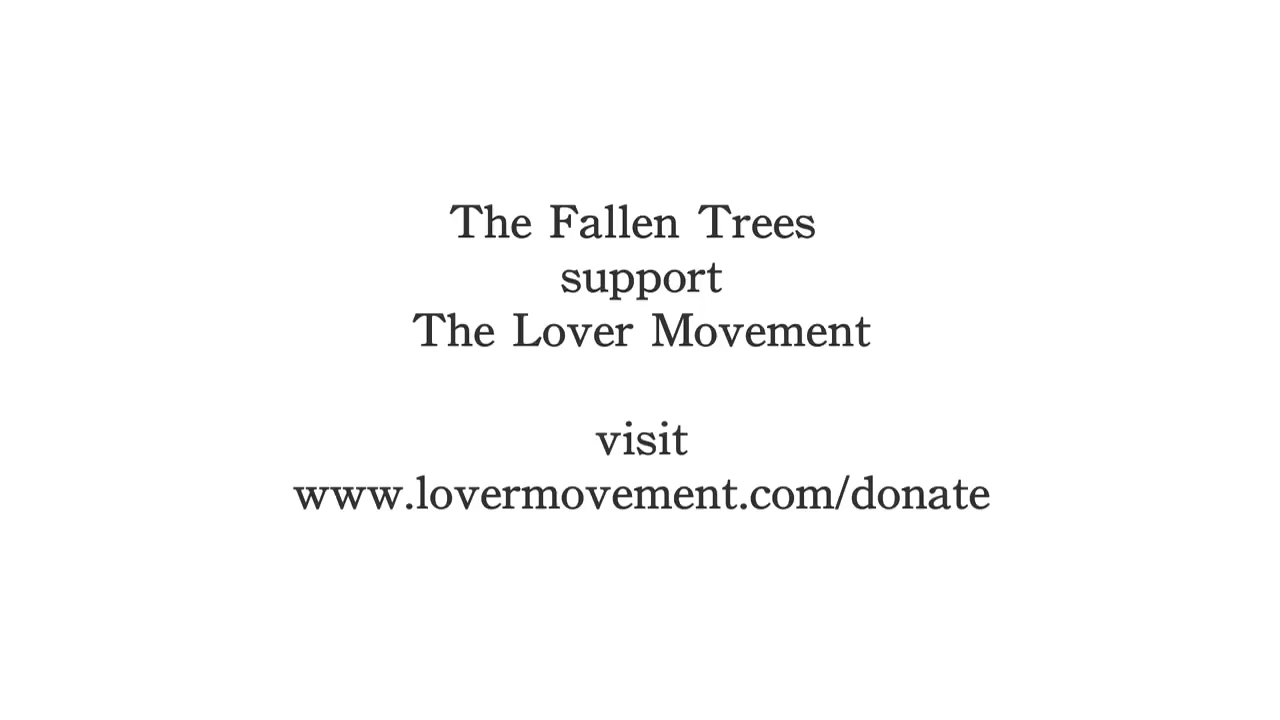 The Fallen Trees
support
The Lover Movement
visit
www.lovermovement.com/donate